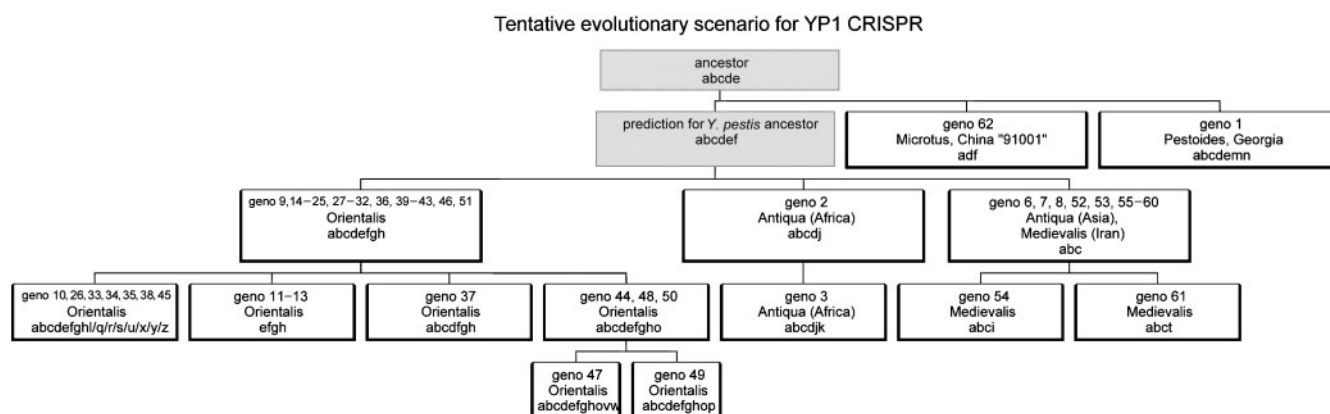 Tentative evolutionary scenario for YP1 CRISPR
ancestor
abcde
prediction for Y. pestis ancestor
abcdef
geno 62
Microtus, China "91001"
adf
geno 1
Pestoides, Georgia
abcdemn
geno 9,14–25, 27–32, 36, 39–43, 46, 51
Orientalis
abcdefgh
geno 2
Antiqua (Africa)
abcdj
geno 6, 7, 8, 52, 53, 55–60
Antiqua (Asia),
Medievalis (Iran)
abc
geno 10,26,33,34,35,38,45
Orientalis
abcdefghl/q/r/s/u/x/y/z
geno 11–13
Orientalis
efgh
geno 37
Orientalis
abcdfgh
geno 44, 48, 50
Orientalis
abcdefgho
geno 3
Antiqua (Africa)
abcdjk
geno 54
Medievalis
abci
geno 61
Medievalis
abct
geno 47
Orientalis
abcdefghovw
geno 49
Orientalis
abcdefghop